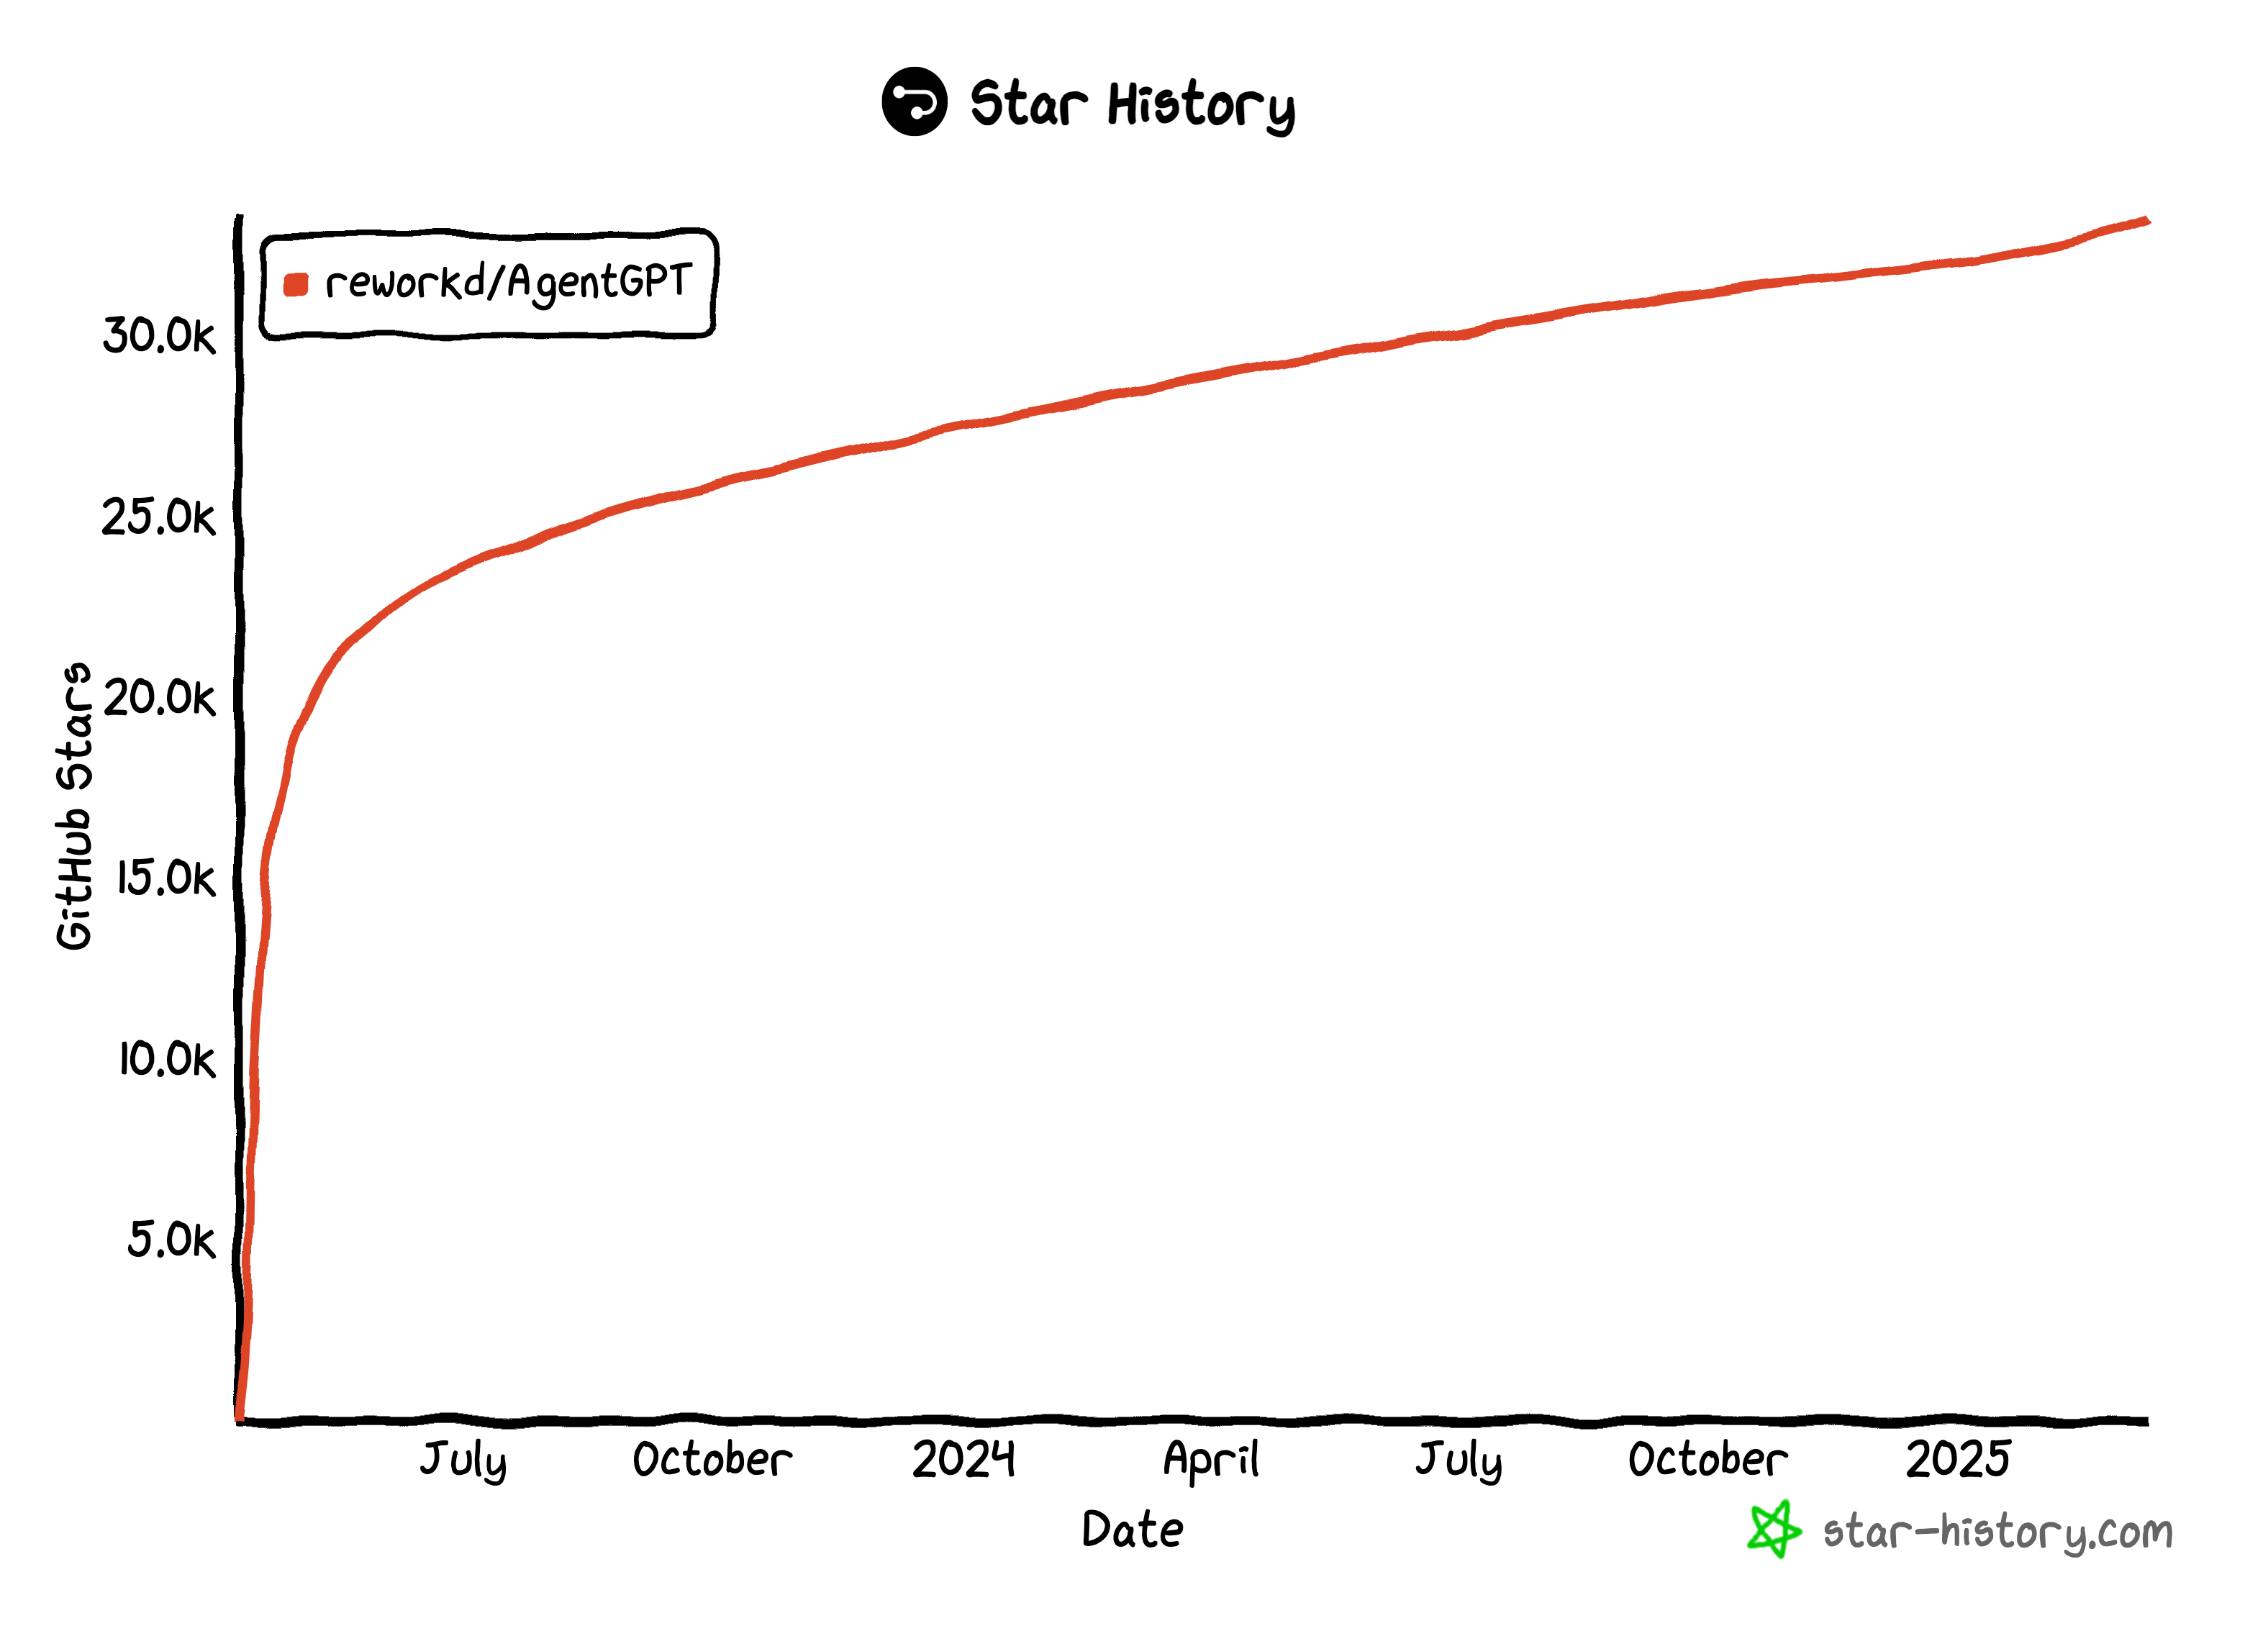 Star History
reworkd/AgentGPT
30.0k
25.0k
20.0k
15.0k
10.0k
5.0k
GitHub Stars
July October 2024 April July October 2025
Date
star-history.com